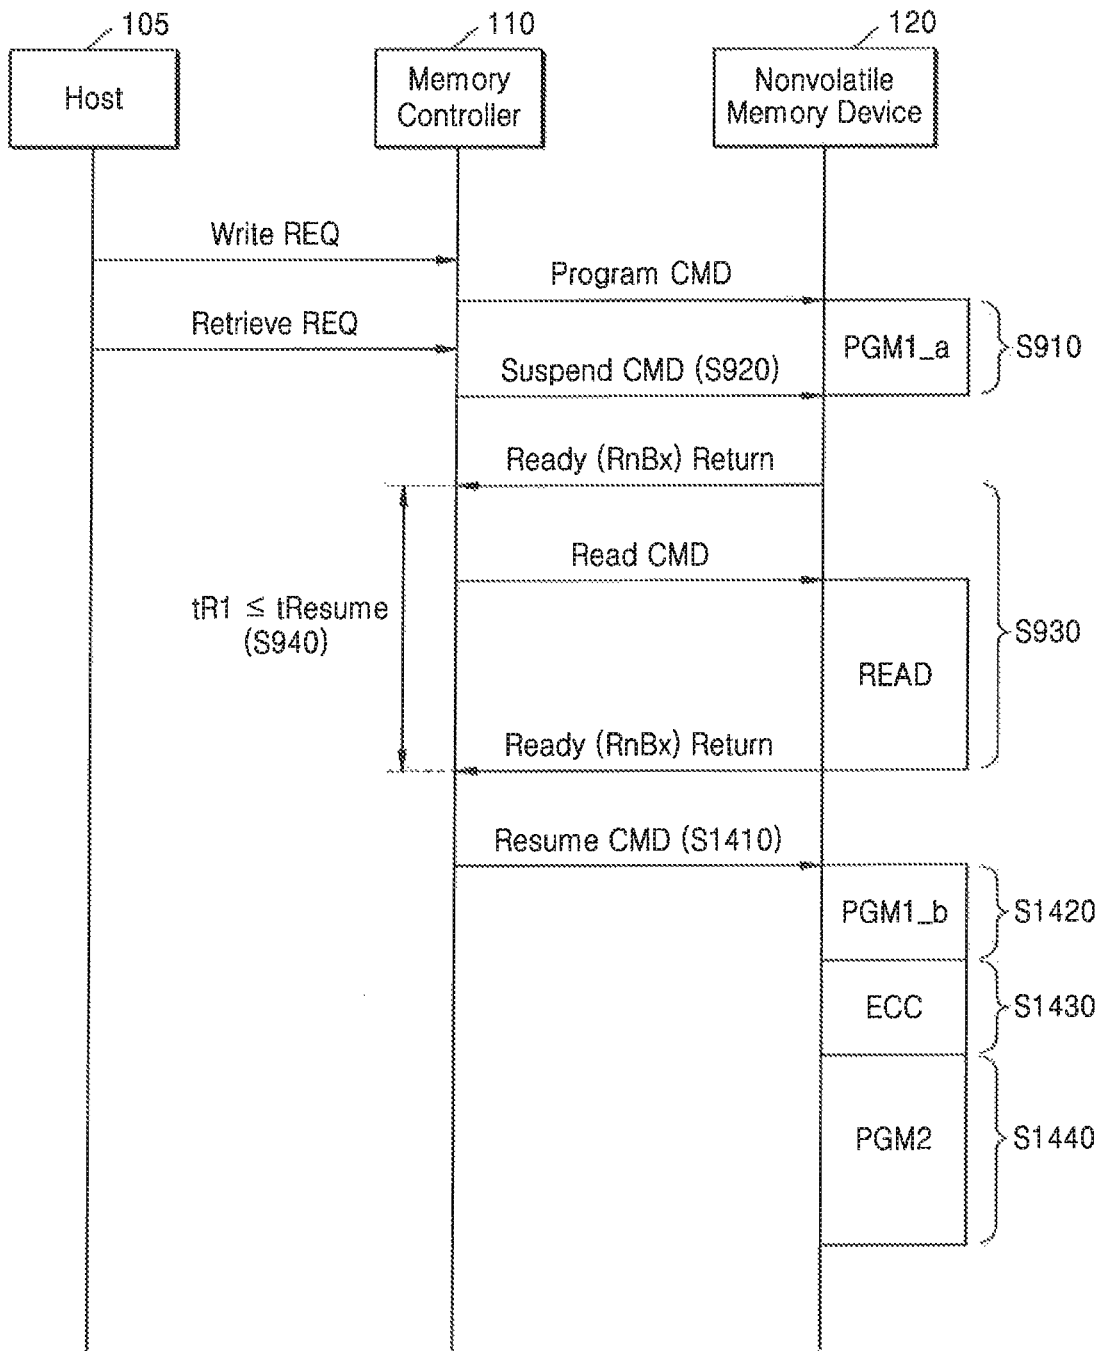 105
110
120
Host
Memory
Controller
Nonvolatile
Memory Device
Write REQ
Program CMD
Retrieve REQ
PGM1_a
S910
Suspend CMD (S920)
Ready (RnBx) Return
Read CMD
tR1 ≤ tResume
(S940)
S930
READ
Ready (RnBx) Return
Resume CMD (S1410)
PGM1_b
S1420
ECC
S1430
PGM2
S1440